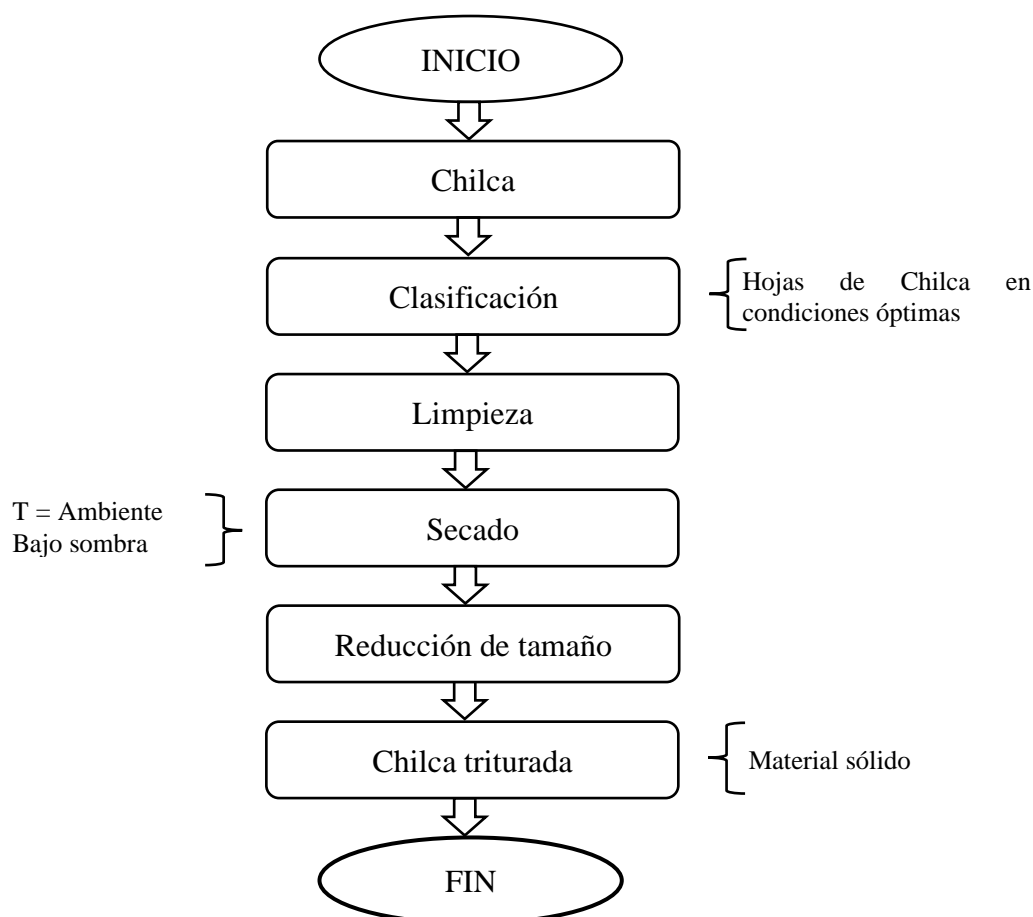 INICIO
Chilca
Clasificación
Hojas de Chilca en
condiciones óptimas
Limpieza
T = Ambiente
Bajo sombra
Secado
Reducción de tamaño
Chilca triturada
Material sólido
FIN